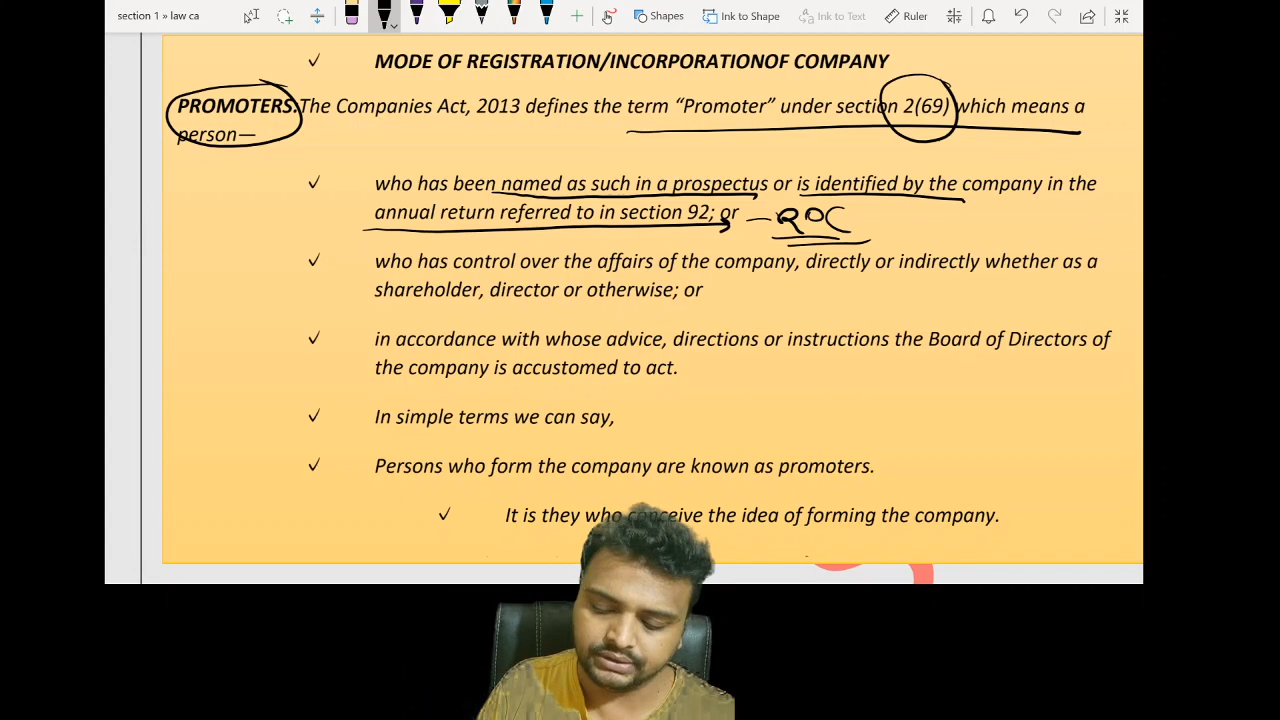 section 1 » law ca
Shapes
Ink to Shape
Ink to Text
Ruler
✓ MODE OF REGISTRATION/INCORPORATIONOF COMPANY
PROMOTERS:The Companies Act, 2013 defines the term “Promoter” under section 2(69) which means a
person—
✓ who has been named as such in a prospectus or is identified by the company in the
annual return referred to in section 92; or – ROC
✓ who has control over the affairs of the company, directly or indirectly whether as a
shareholder, director or otherwise; or
✓ in accordance with whose advice, directions or instructions the Board of Directors of
the company is accustomed to act.
✓ In simple terms we can say,
✓ Persons who form the company are known as promoters.
✓ It is they who conceive the idea of forming the company.